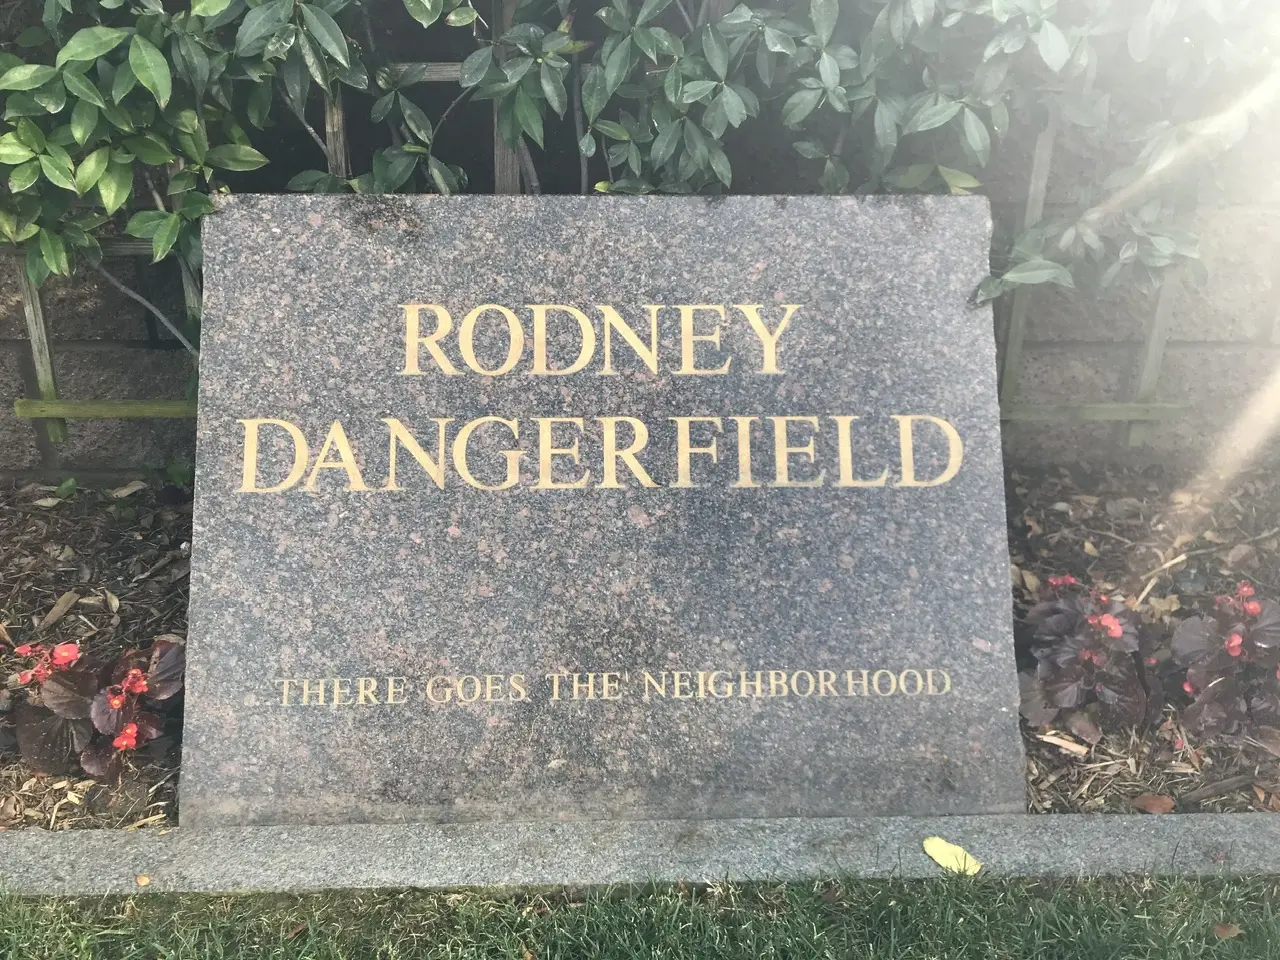 RODNEY
DANGERFIELD
THERE GOES THE NEIGHBORHOOD